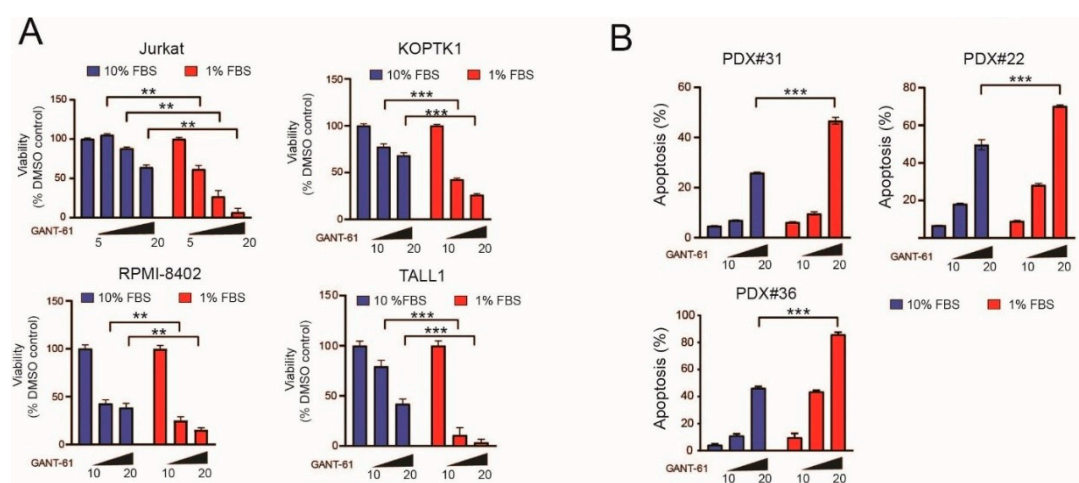 A
Jurkat
10% FBS 1% FBS
** 
**
**
Viability
(% DMSO control)
150
100
50
0
GANT-61
5 20 5 20
KOPTK1
10% FBS 1% FBS
***
***
Viability
(% DMSO control)
150
100
50
0
GANT-61
10 20 10 20
RPMI-8402
10% FBS 1% FBS
**
**
Viability
(% DMSO control)
150
100
50
0
GANT-61
10 20 10 20
TALL1
10 %FBS 1% FBS
***
***
Viability
(% DMSO control)
150
100
50
0
GANT-61
10 20 10 20
B
PDX#31
***
Apoptosis (%)
60
40
20
0
GANT-61
10 20 10 20
PDX#22
***
Apoptosis (%)
80
60
40
20
0
10 20 10 20
PDX#36
10% FBS 1% FBS
***
Apoptosis (%)
100
80
60
40
20
0
GANT-61
10 20 10 20